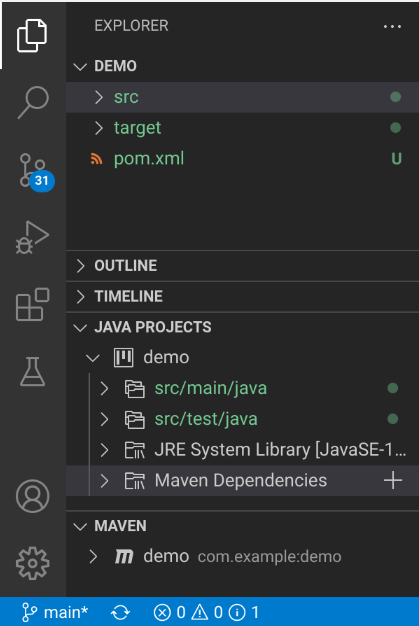 EXPLORER ...
DEMO
src
target
pom.xml U
31
OUTLINE
TIMELINE
JAVA PROJECTS
demo
src/main/java
src/test/java
JRE System Library [JavaSE-1...
Maven Dependencies
MAVEN
m demo com.example:demo
main* 0 0 1